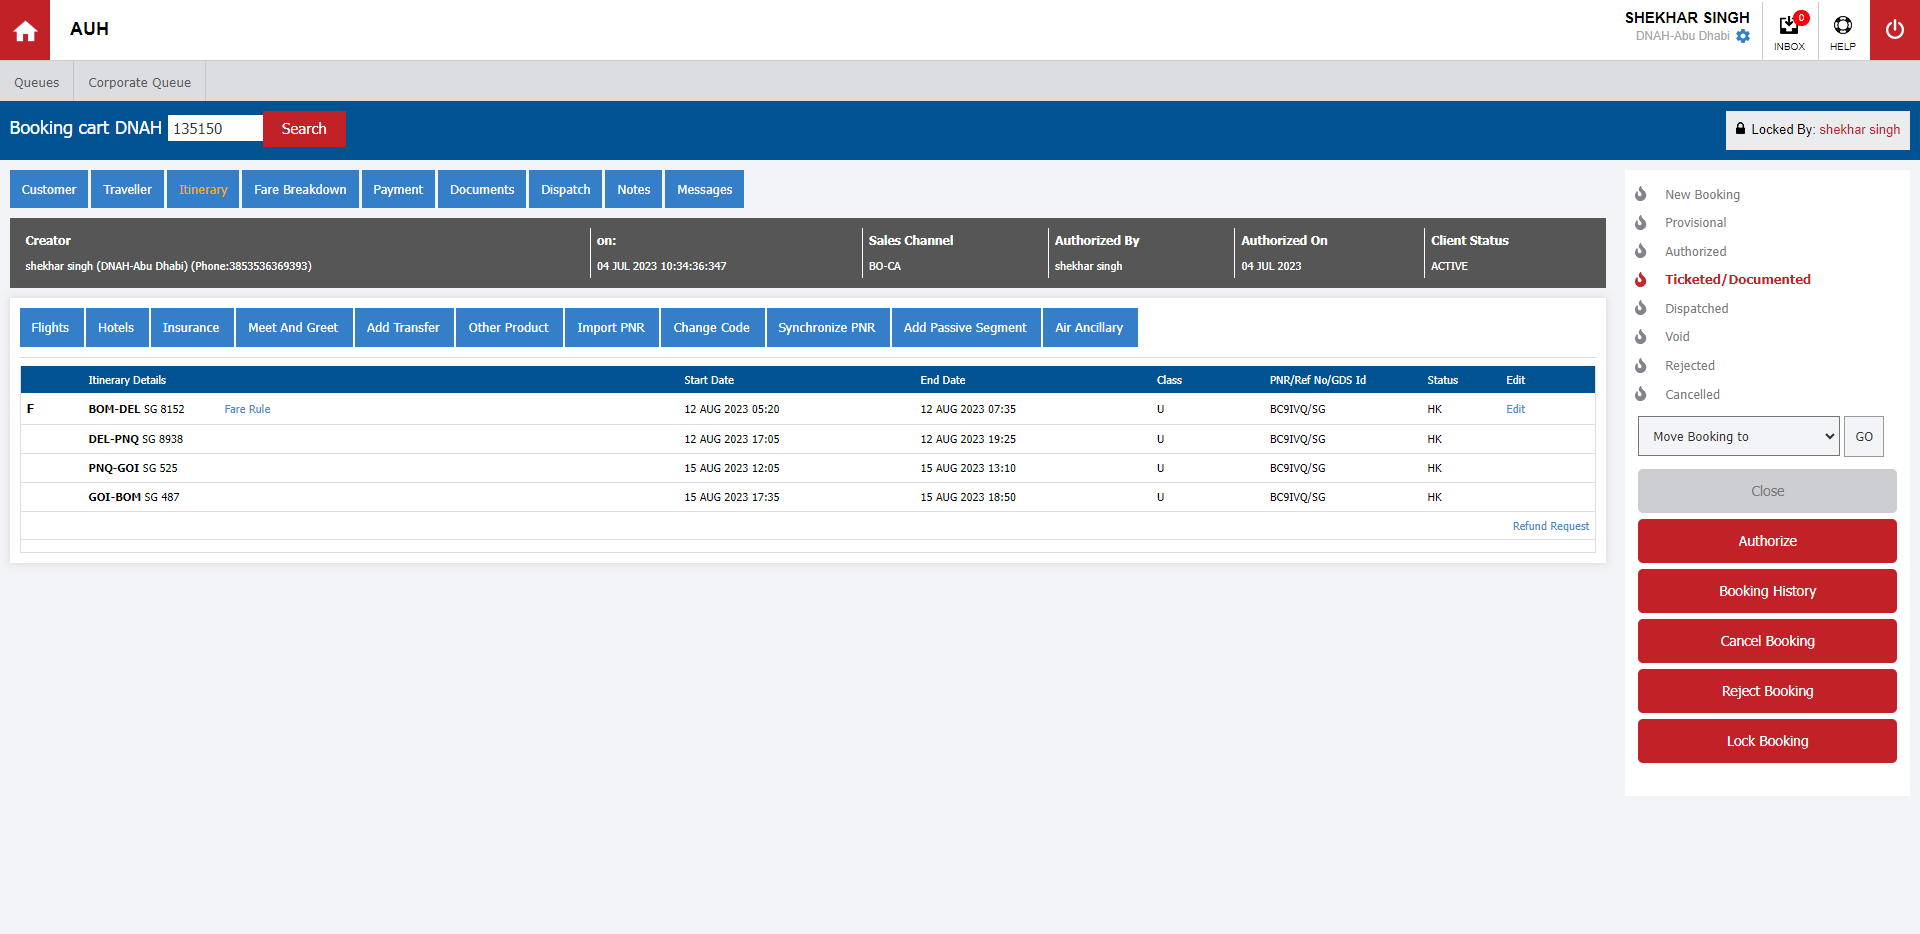 AUH
SHEKHAR SINGH
DNAH-Abu Dhabi
0
INBOX
HELP
Queues
Corporate Queue
Booking cart DNAH 135150 Search
Locked By: shekhar singh
Customer Traveller Itinerary Fare Breakdown Payment Documents Dispatch Notes Messages
Creator on: Sales Channel Authorized By Authorized On Client Status
shekhar singh (DNAH-Abu Dhabi) (Phone:3853536369393) 04 JUL 2023 10:34:36:347 BO-CA shekhar singh 04 JUL 2023 ACTIVE
Flights Hotels Insurance Meet And Greet Add Transfer Other Product Import PNR Change Code Synchronize PNR Add Passive Segment Air Ancillary
Itinerary Details Start Date End Date Class PNR/Ref No/GDS Id Status Edit
F BOM-DEL SG 8152 Fare Rule 12 AUG 2023 05:20 12 AUG 2023 07:35 U BC9IVQ/SG HK Edit
DEL-PNQ SG 8938 12 AUG 2023 17:05 12 AUG 2023 19:25 U BC9IVQ/SG HK
PNQ-GOI SG 525 15 AUG 2023 12:05 15 AUG 2023 13:10 U BC9IVQ/SG HK
GOI-BOM SG 487 15 AUG 2023 17:35 15 AUG 2023 18:50 U BC9IVQ/SG HK
Refund Request
New Booking
Provisional
Authorized
Ticketed/Documented
Dispatched
Void
Rejected
Cancelled
Move Booking to GO
Close
Authorize
Booking History
Cancel Booking
Reject Booking
Lock Booking